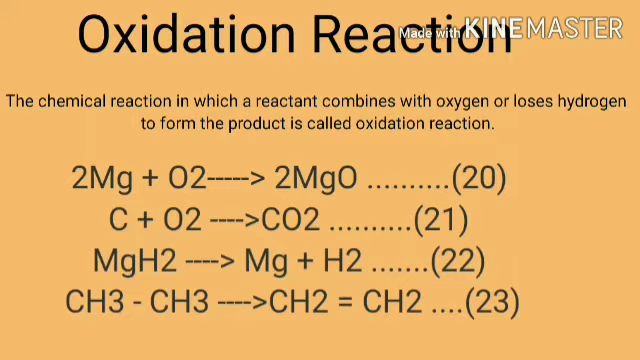 Oxidation Reaction
Made with KINEMASTER
The chemical reaction in which a reactant combines with oxygen or loses hydrogen
to form the product is called oxidation reaction.
2Mg + O2-----> 2MgO ..........(20)
C + O2 ---->CO2 ..........(21)
MgH2 ----> Mg + H2 .......(22)
CH3 - CH3 ---->CH2 = CH2 ....(23)